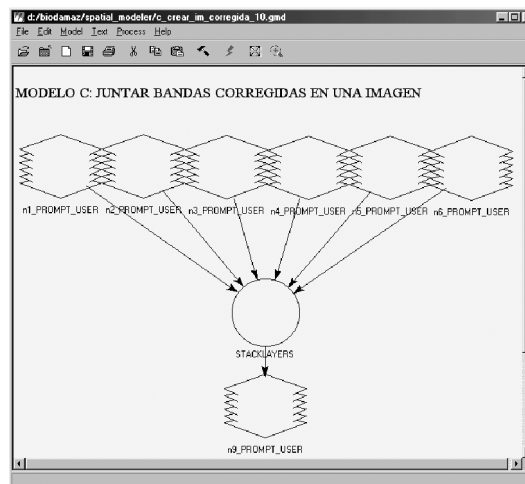 d:/biodamaz/spatial_modeler/c_crear_im_corregida_10.gmd
File Edit Model Text Process Help
MODELO C: JUNTAR BANDAS CORREGIDAS EN UNA IMAGEN
n1_PROMPT_USER n2_PROMPT_USER n3_PROMPT_USER n4_PROMPT_USER n5_PROMPT_USER n6_PROMPT_USER
STACKLAYERS
n9_PROMPT_USER